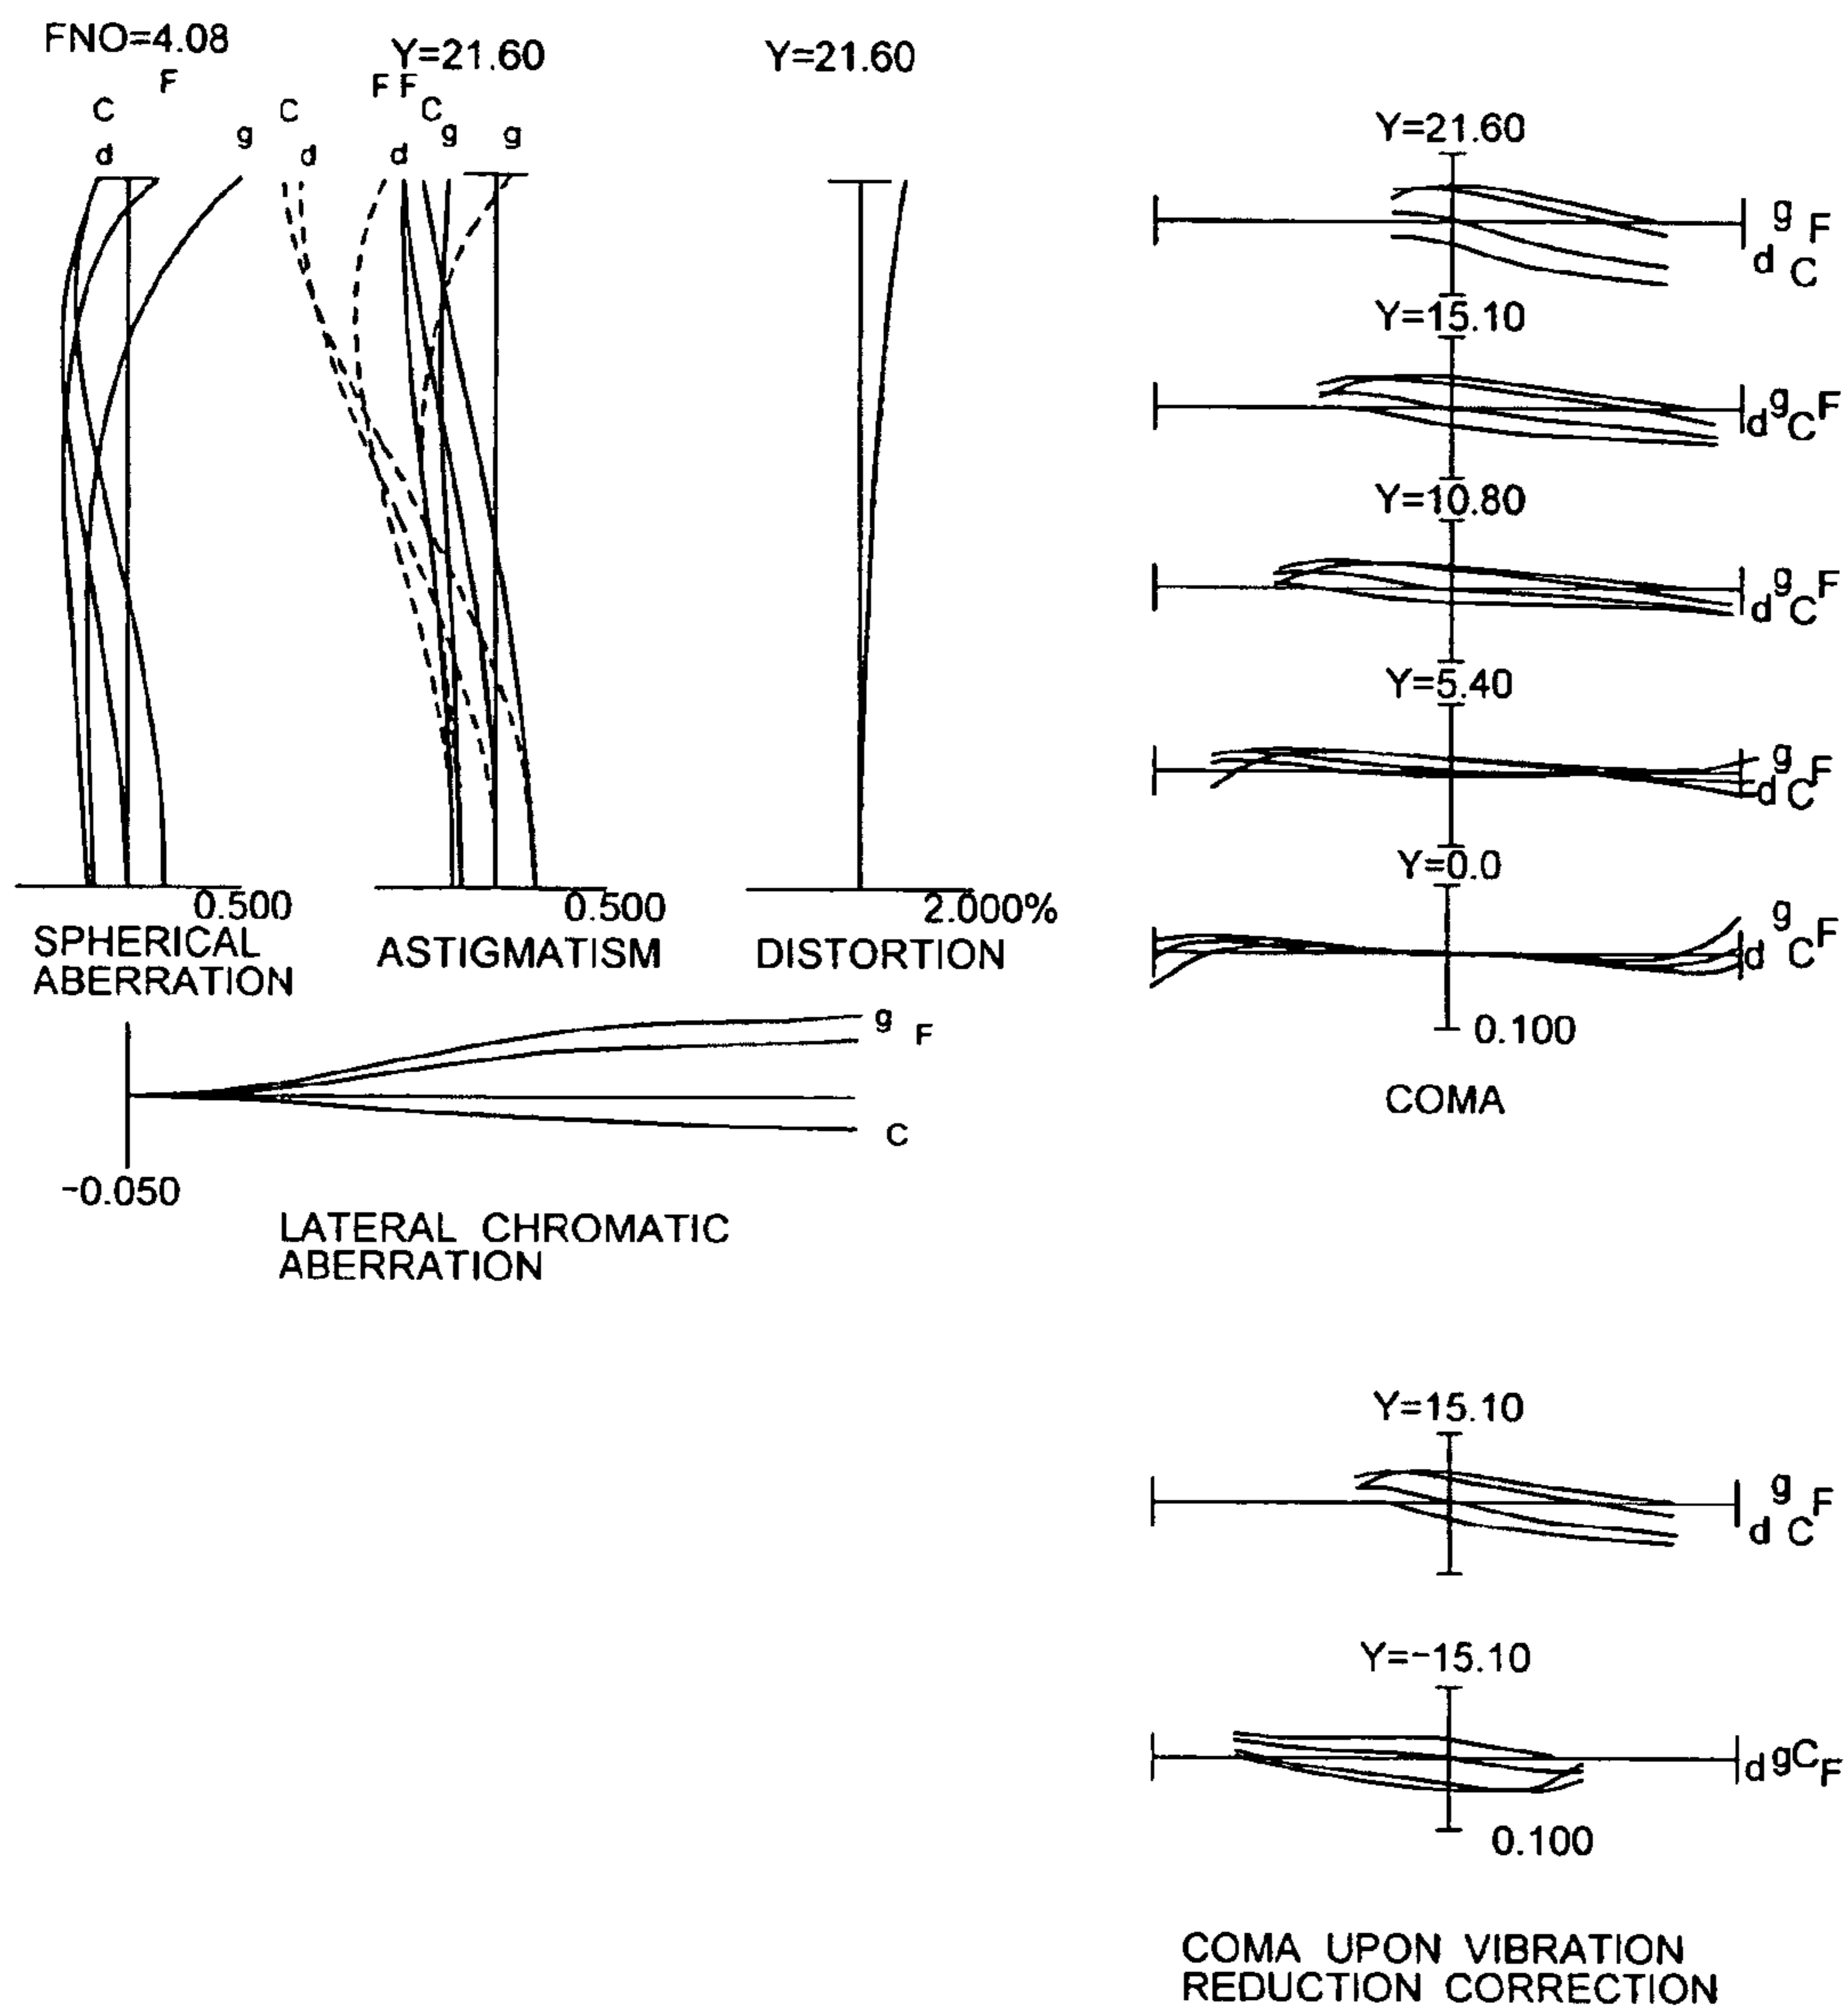 FNO=4.08
F
C
d
g
Y=21.60
F F
C
C
g
g
d
d
Y=21.60
0.500
SPHERICAL
ABERRATION
0.500
ASTIGMATISM
2.000%
DISTORTION
g
F
C
-0.050
LATERAL CHROMATIC
ABERRATION
Y=21.60
g F
d C
Y=15.10
g F
d C
Y=10.80
g F
d C
Y=5.40
g F
d C
Y=0.0
g F
d C
0.100
COMA
Y=15.10
g F
d C
Y=-15.10
d g C F
0.100
COMA UPON VIBRATION
REDUCTION CORRECTION